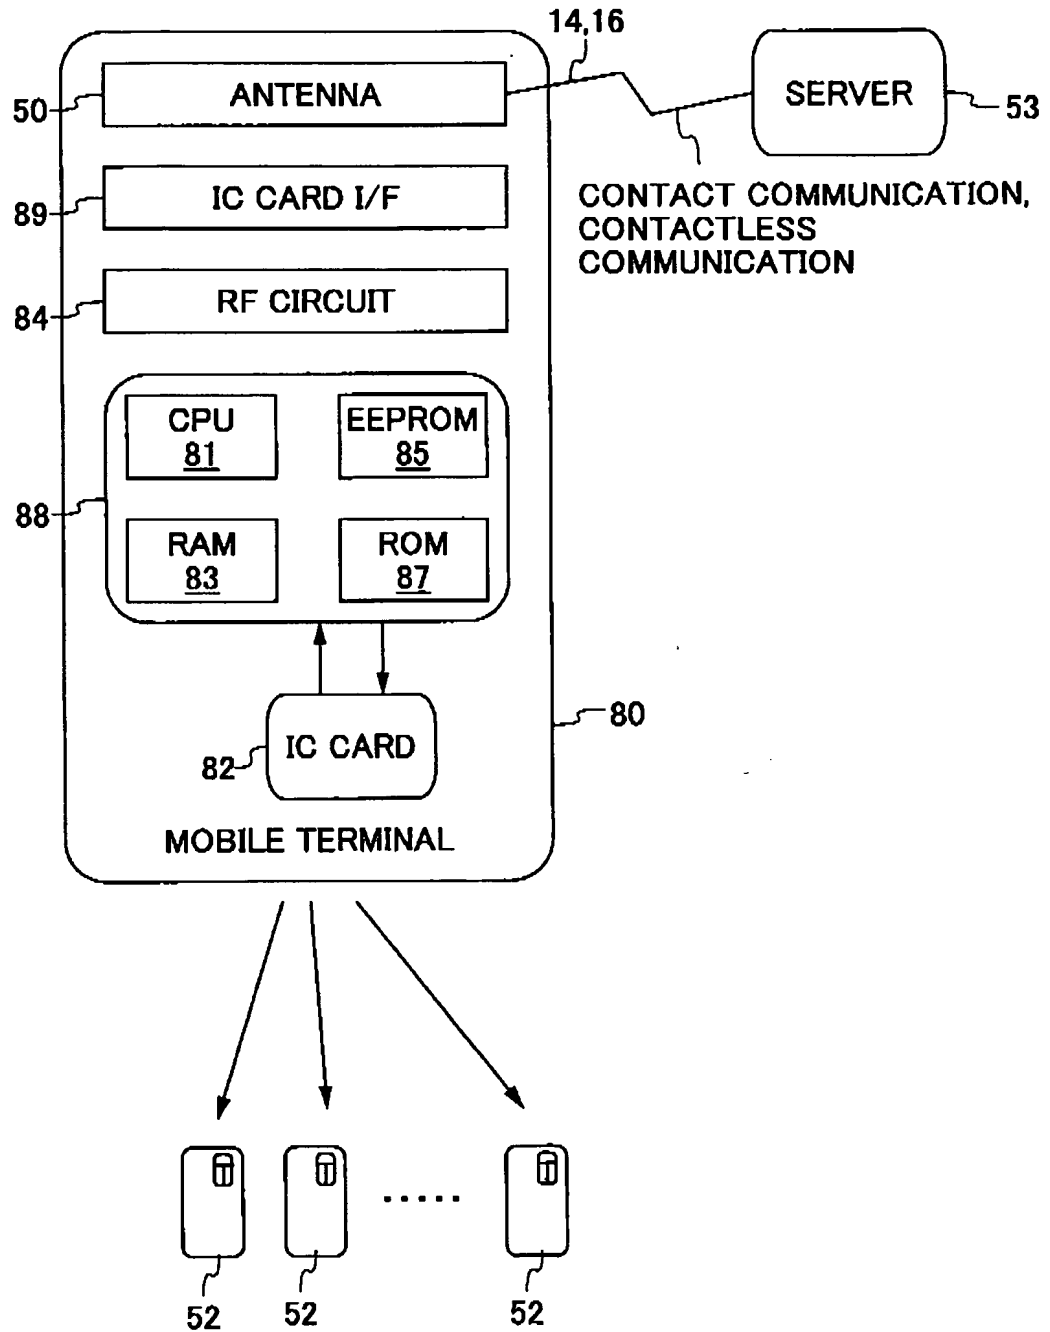 14,16
50
ANTENNA
SERVER
53
89
IC CARD I/F
CONTACT COMMUNICATION,
CONTACTLESS
COMMUNICATION
84
RF CIRCUIT
CPU
81
EEPROM
85
88
RAM
83
ROM
87
80
82
IC CARD
MOBILE TERMINAL
52
52
52